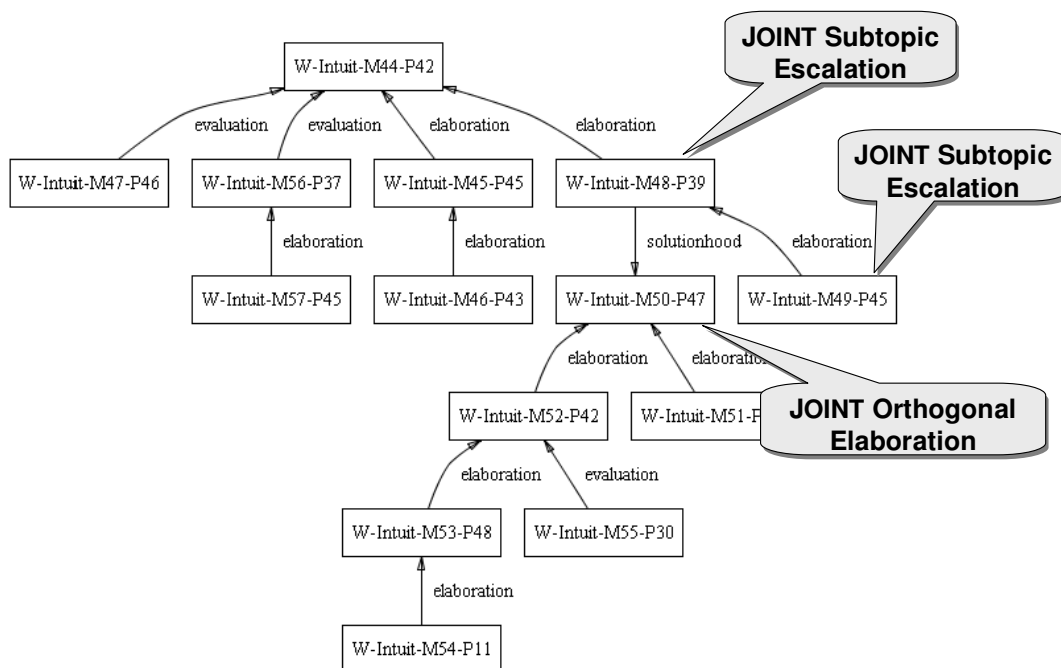 JOINT Subtopic
Escalation
W-Intuit-M44-P42
evaluation
evaluation
elaboration
elaboration
JOINT Subtopic
Escalation
W-Intuit-M47-P46
W-Intuit-M56-P37
W-Intuit-M45-P45
W-Intuit-M48-P39
elaboration
elaboration
solutionhood
elaboration
W-Intuit-M57-P45
W-Intuit-M46-P43
W-Intuit-M50-P47
W-Intuit-M49-P45
elaboration
elaboration
W-Intuit-M52-P42
W-Intuit-M51-P
JOINT Orthogonal
Elaboration
elaboration
evaluation
W-Intuit-M53-P48
W-Intuit-M55-P30
elaboration
W-Intuit-M54-P11